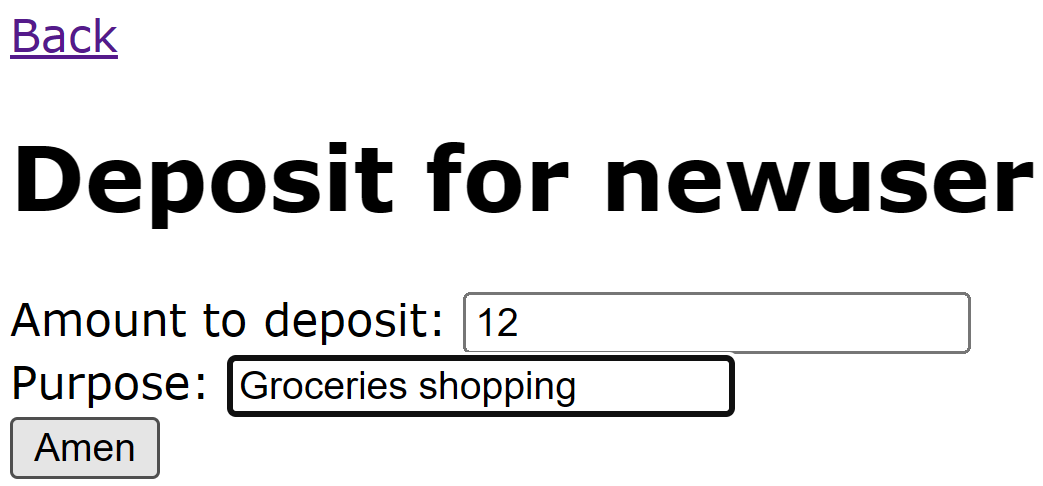 Back
Deposit for newuser
Amount to deposit: 12
Purpose: Groceries shopping
Amen